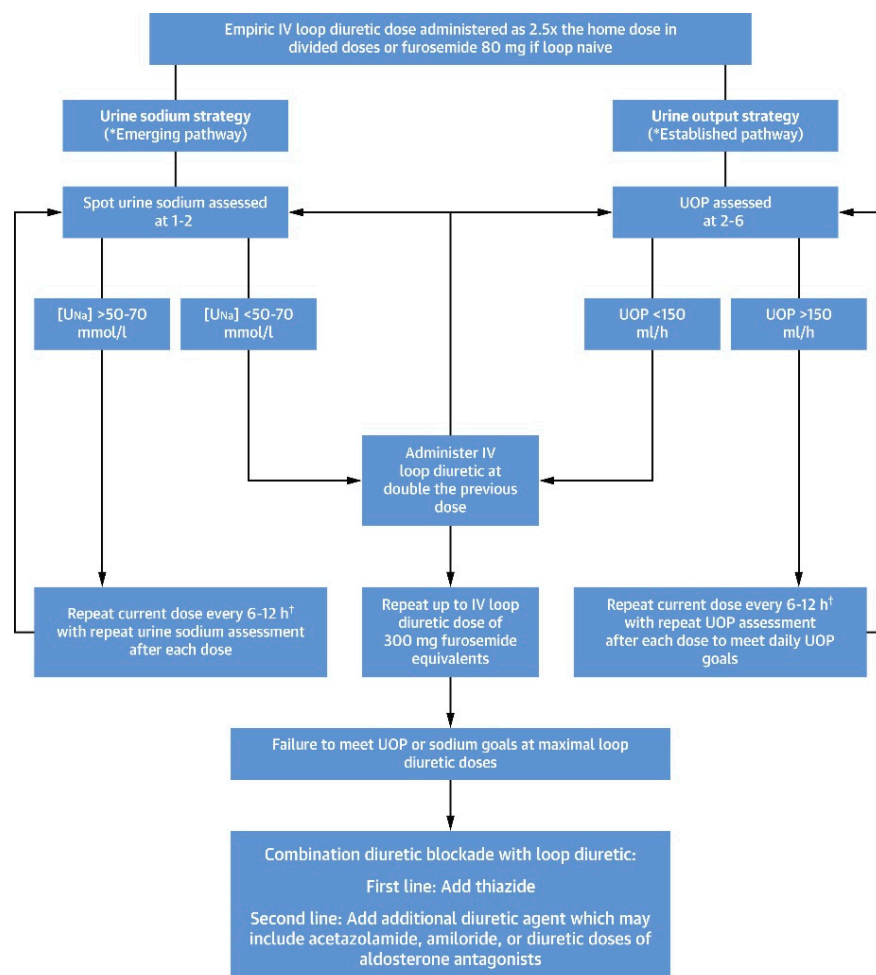 Empiric IV loop diuretic dose administered as 2.5x the home dose in
divided doses or furosemide 80 mg if loop naive
Urine sodium strategy
(*Emerging pathway)
Urine output strategy
(*Established pathway)
Spot urine sodium assessed
at 1-2
UOP assessed
at 2-6
[UNa] >50-70
mmol/l
[UNa] <50-70
mmol/l
UOP <150
ml/h
UOP >150
ml/h
Administer IV
loop diuretic at
double the previous
dose
Repeat current dose every 6-12 h†
with repeat urine sodium assessment
after each dose
Repeat up to IV loop
diuretic dose of
300 mg furosemide
equivalents
Repeat current dose every 6-12 h†
with repeat UOP assessment
after each dose to meet daily UOP
goals
Failure to meet UOP or sodium goals at maximal loop
diuretic doses
Combination diuretic blockade with loop diuretic:
First line: Add thiazide
Second line: Add additional diuretic agent which may
include acetazolamide, amiloride, or diuretic doses of
aldosterone antagonists